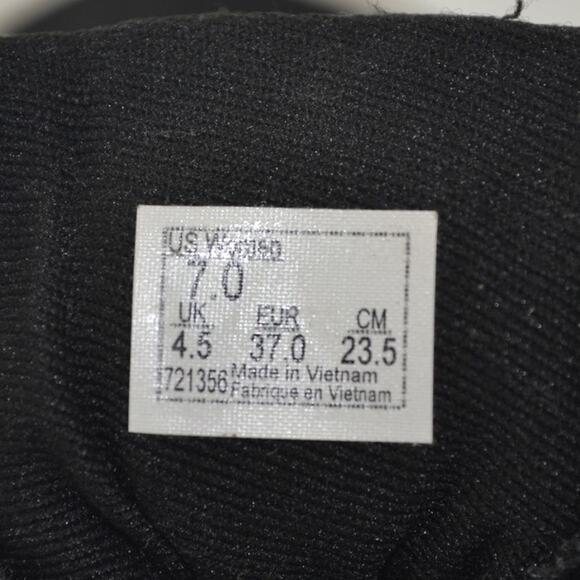 US
7.0
UK EUR CM
4.5 37.0 23.5
721356 Made in Vietnam
Fabrique en Vietnam